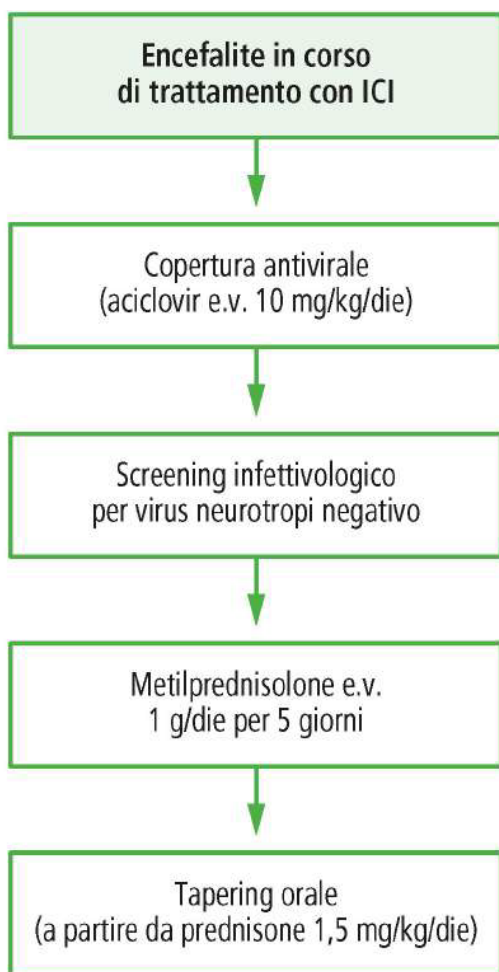 Encefalite in corso
di trattamento con ICI
Copertura antivirale
(aciclovir e.v. 10 mg/kg/die)
Screening infettivologico
per virus neurotropi negativo
Metilprednisolone e.v.
1 g/die per 5 giorni
Tapering orale
(a partire da prednisone 1,5 mg/kg/die)